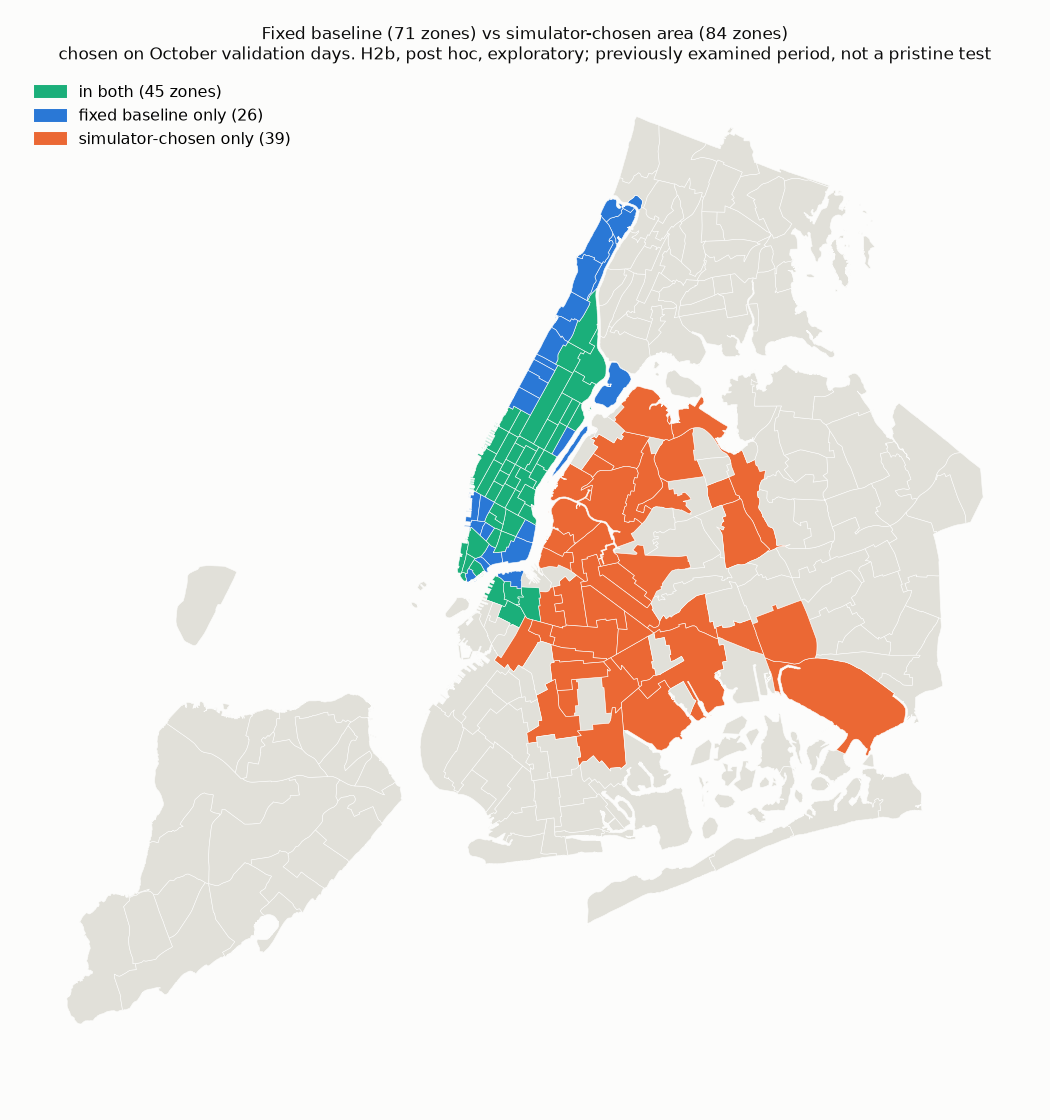 Fixed baseline (71 zones) vs simulator-chosen area (84 zones)
chosen on October validation days. H2b, post hoc, exploratory; previously examined period, not a pristine test
in both (45 zones)
fixed baseline only (26)
simulator-chosen only (39)